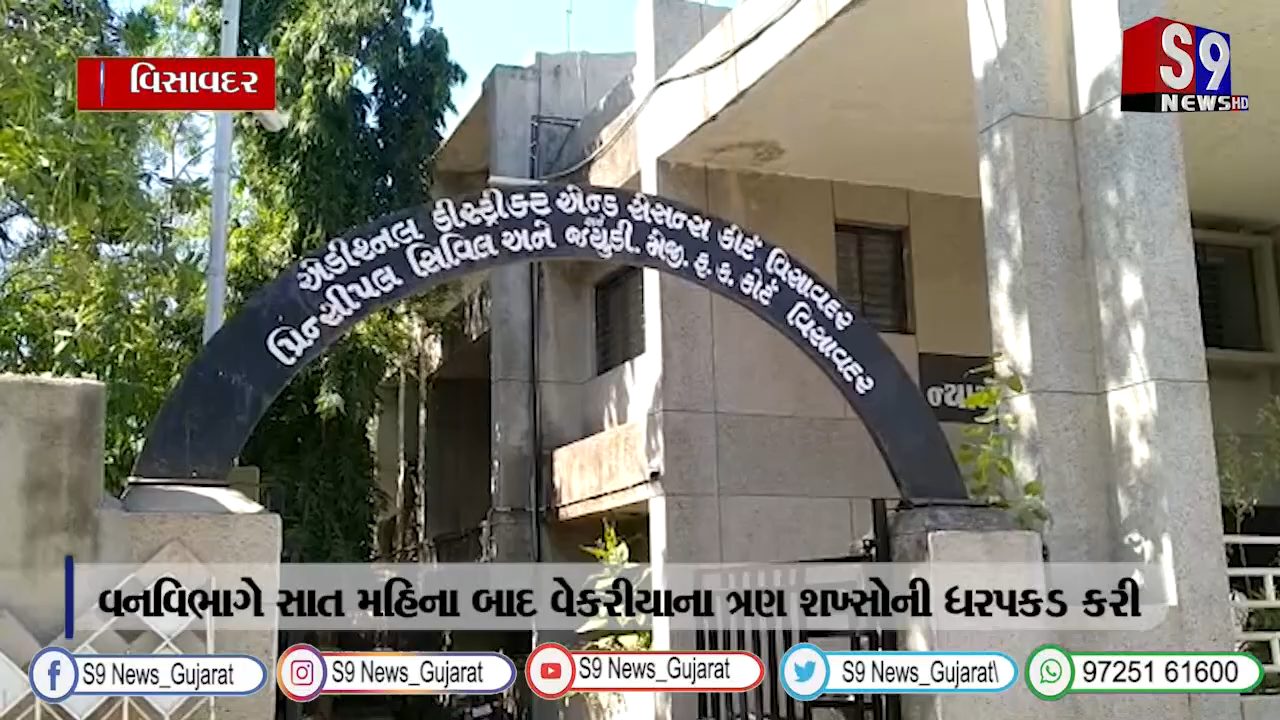 વિસાવદર
S9
NEWS HD
એડીશ્નલ ડીસ્ટ્રીકટ એન્ડ સેસન્સ કોર્ટ વિસાવદર
પ્રિન્સીપલ સિવિલ અને જ્યુડી. મેજી. ફ. ક. કોર્ટ વિસાવદર
વનવિભાગે સાત મહિના બાદ વેકરીયાના ત્રણ શખ્સોની ધરપકડ કરી
S9 News_Gujarat
S9 News_Gujarat
S9 News_Gujarat
S9 News_Gujarat\
97251 61600